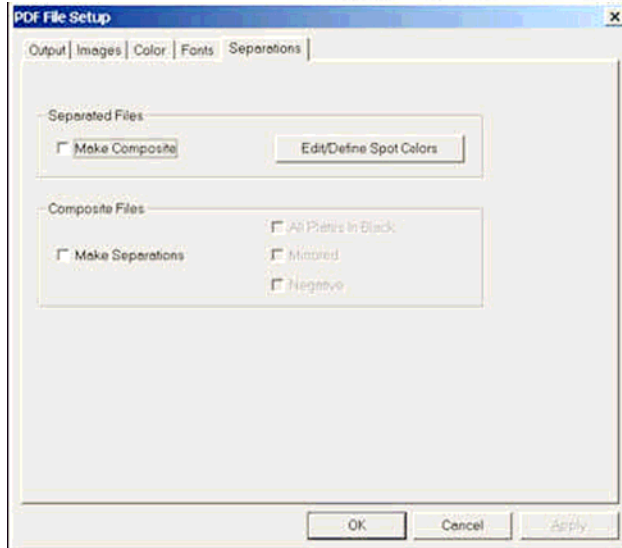 PDF File Setup
Output Images Color Fonts Separations
Separated Files
Make Composite Edit/Define Spot Colors
Composite Files
All Plates In Black
Make Separations Mirrored
Negative
OK Cancel Apply